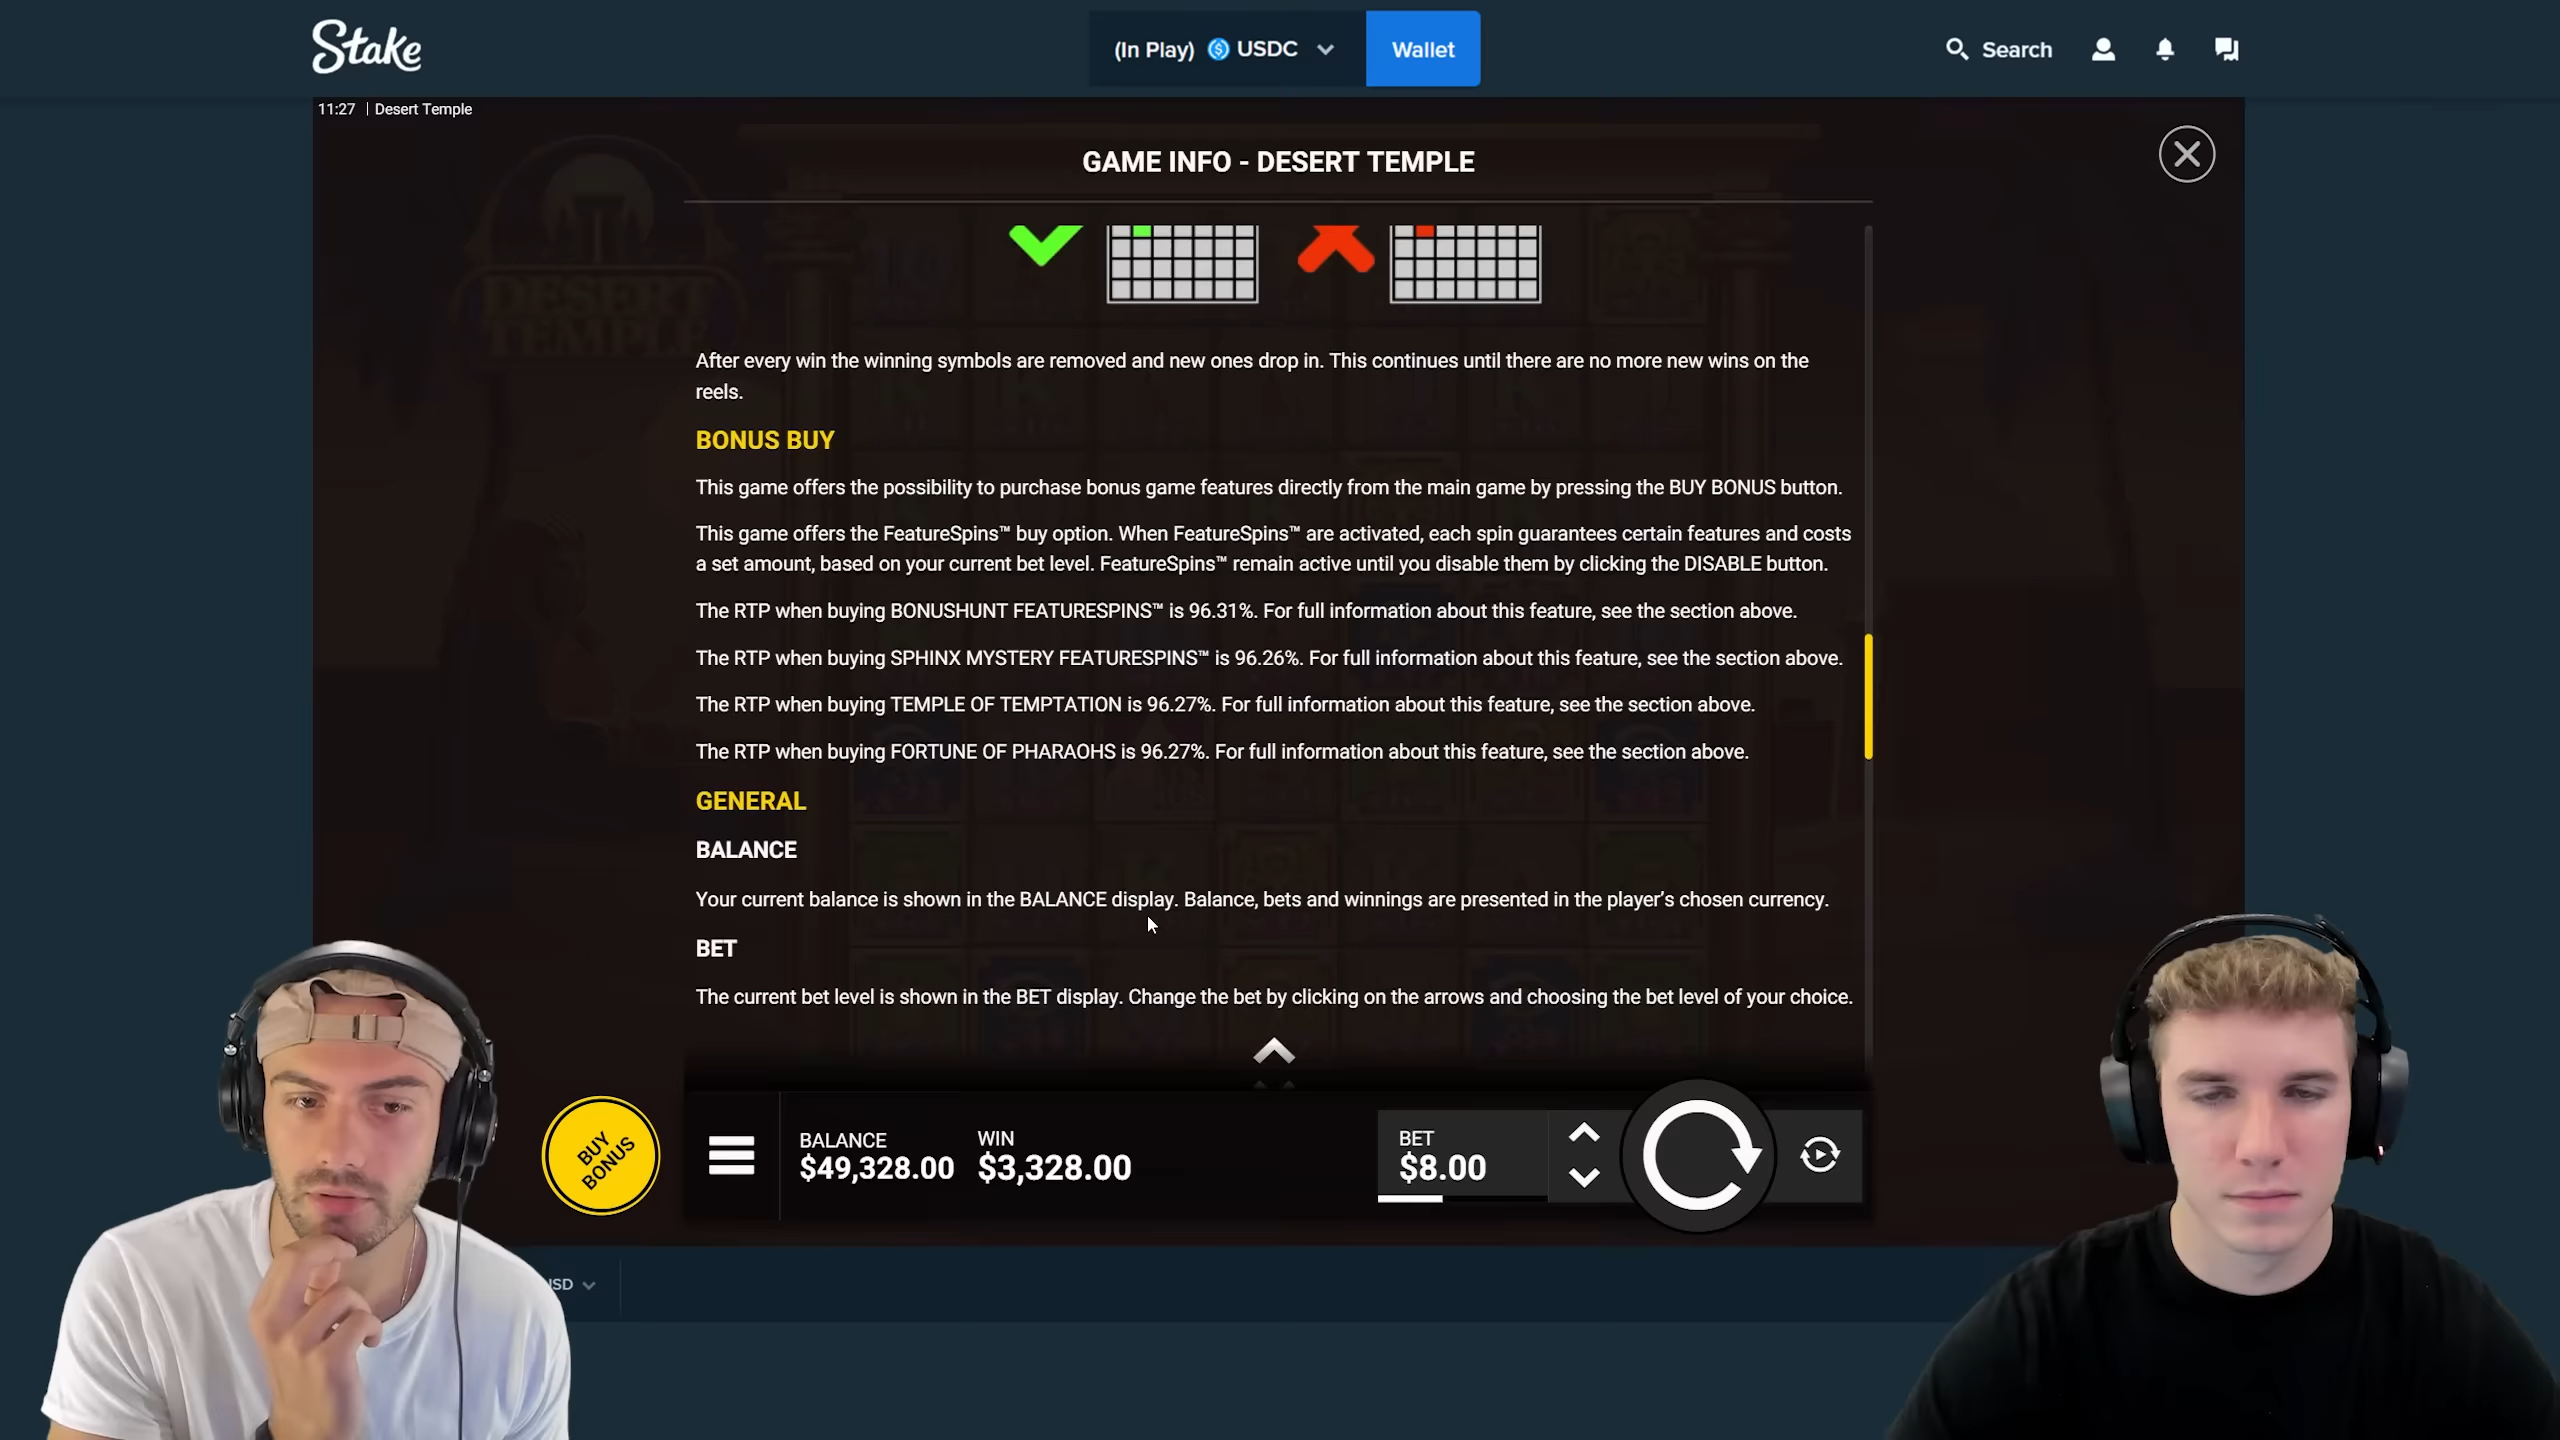 Stake
(In Play) USDC
Wallet
Search
11:27 | Desert Temple
DESERT
TEMPLE
GAME INFO - DESERT TEMPLE
After every win the winning symbols are removed and new ones drop in. This continues until there are no more new wins on the
reels.
BONUS BUY
This game offers the possibility to purchase bonus game features directly from the main game by pressing the BUY BONUS button.
This game offers the FeatureSpins™ buy option. When FeatureSpins™ are activated, each spin guarantees certain features and costs
a set amount, based on your current bet level. FeatureSpins™ remain active until you disable them by clicking the DISABLE button.
The RTP when buying BONUSHUNT FEATURESPINS™ is 96.31%. For full information about this feature, see the section above.
The RTP when buying SPHINX MYSTERY FEATURESPINS™ is 96.26%. For full information about this feature, see the section above.
The RTP when buying TEMPLE OF TEMPTATION is 96.27%. For full information about this feature, see the section above.
The RTP when buying FORTUNE OF PHARAOHS is 96.27%. For full information about this feature, see the section above.
GENERAL
BALANCE
Your current balance is shown in the BALANCE display. Balance, bets and winnings are presented in the player's chosen currency.
BET
The current bet level is shown in the BET display. Change the bet by clicking on the arrows and choosing the bet level of your choice.
BUY
BONUS
BALANCE
$49,328.00
WIN
$3,328.00
BET
$8.00
SD